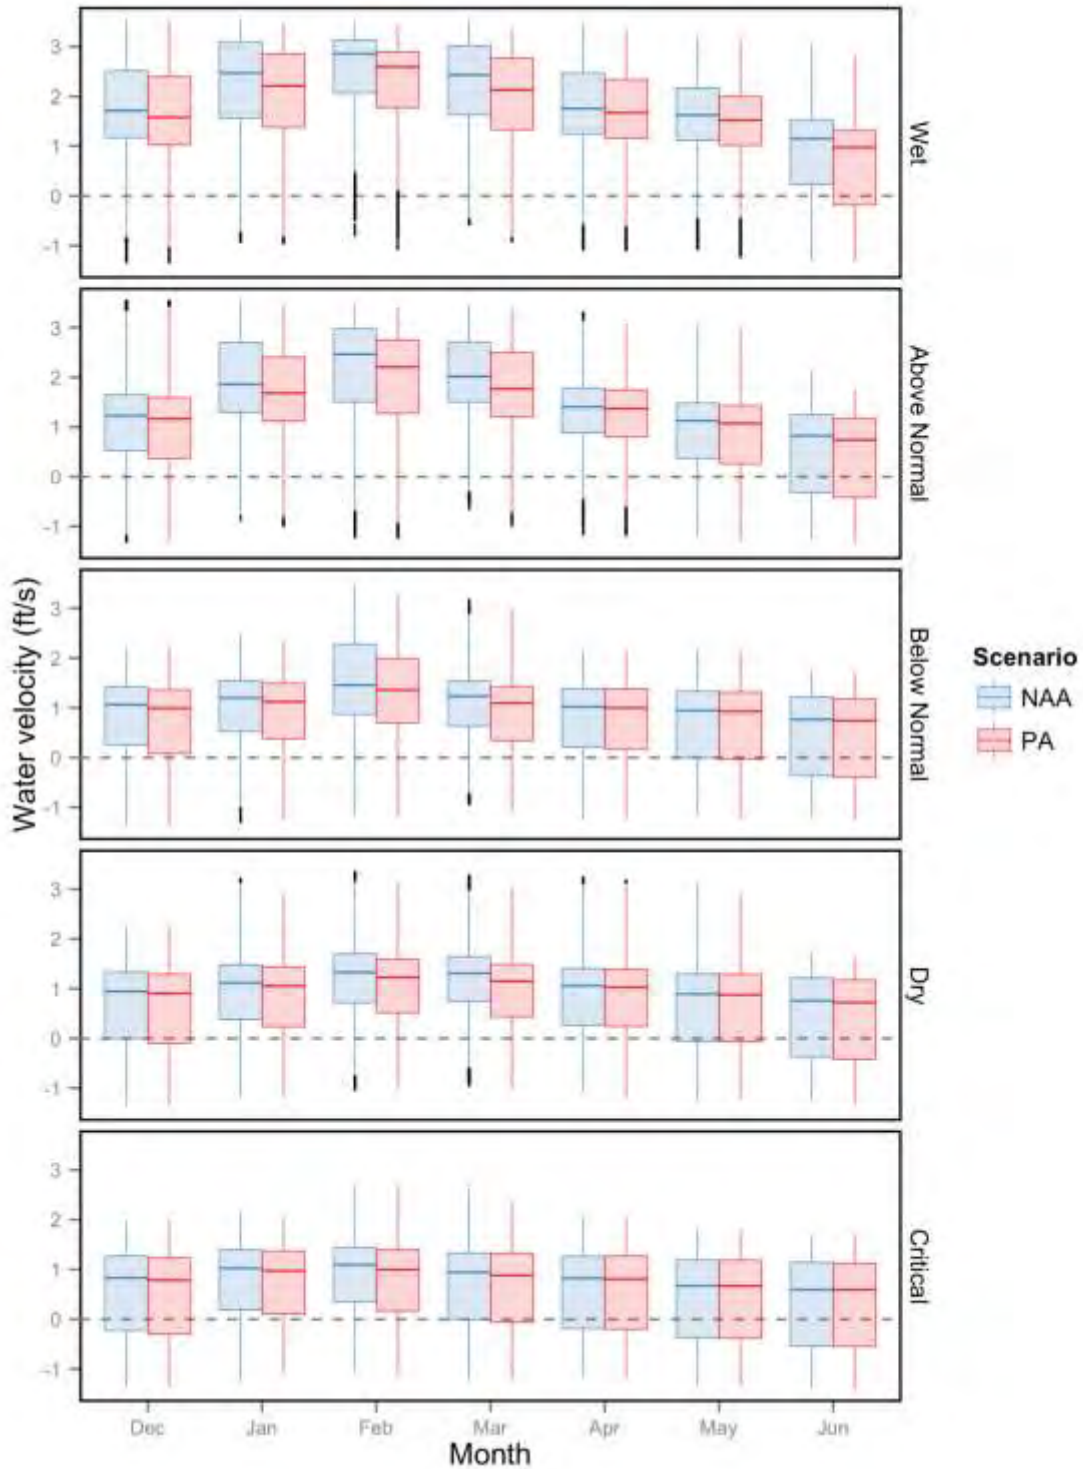 3
2
1
0
-1
Wet
3
2
1
0
-1
Above Normal
Water velocity (ft/s)
3
2
1
0
-1
Below Normal
Scenario
NAA
PA
3
2
1
0
-1
Dry
3
2
1
0
-1
Critical
Dec Jan Feb Mar Apr May Jun
Month